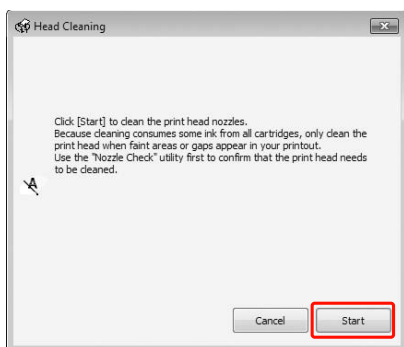 Head Cleaning
Click [Start] to clean the print head nozzles.
Because cleaning consumes some ink from all cartridges, only clean the
print head when faint areas or gaps appear in your printout.
Use the "Nozzle Check" utility first to confirm that the print head needs
to be cleaned.
A
Cancel
Start